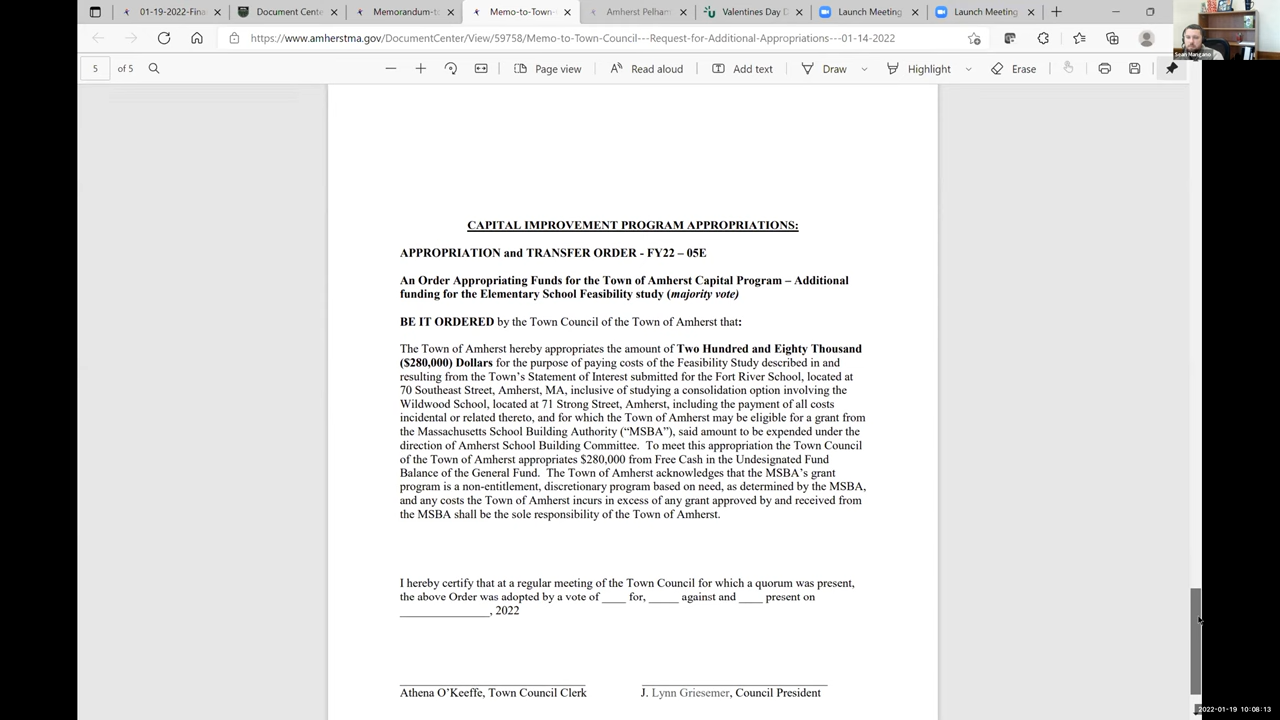 01-19-2022-Fina
Document Cente
Memorandum-to
Memo-to-Town-
Amherst Pelham
Valentines Day D
Launch Meeting
Launch Meeting
https://www.amherstma.gov/DocumentCenter/View/59758/Memo-to-Town-Council---Request-for-Additional-Appropriations---01-14-2022
Sean Mangano
5 of 5
Page view
Read aloud
Add text
Draw
Highlight
Erase
CAPITAL IMPROVEMENT PROGRAM APPROPRIATIONS:
APPROPRIATION and TRANSFER ORDER - FY22 – 05E
An Order Appropriating Funds for the Town of Amherst Capital Program – Additional
funding for the Elementary School Feasibility study (majority vote)
BE IT ORDERED by the Town Council of the Town of Amherst that:
The Town of Amherst hereby appropriates the amount of Two Hundred and Eighty Thousand
($280,000) Dollars for the purpose of paying costs of the Feasibility Study described in and
resulting from the Town's Statement of Interest submitted for the Fort River School, located at
70 Southeast Street, Amherst, MA, inclusive of studying a consolidation option involving the
Wildwood School, located at 71 Strong Street, Amherst, including the payment of all costs
incidental or related thereto, and for which the Town of Amherst may be eligible for a grant from
the Massachusetts School Building Authority (“MSBA”), said amount to be expended under the
direction of Amherst School Building Committee.  To meet this appropriation the Town Council
of the Town of Amherst appropriates $280,000 from Free Cash in the Undesignated Fund
Balance of the General Fund.  The Town of Amherst acknowledges that the MSBA's grant
program is a non-entitlement, discretionary program based on need, as determined by the MSBA,
and any costs the Town of Amherst incurs in excess of any grant approved by and received from
the MSBA shall be the sole responsibility of the Town of Amherst.
I hereby certify that at a regular meeting of the Town Council for which a quorum was present,
the above Order was adopted by a vote of ____ for, _____ against and ____ present on
_______________, 2022
Athena O'Keeffe, Town Council Clerk
J. Lynn Griesemer, Council President
2022-01-19 10:08:13